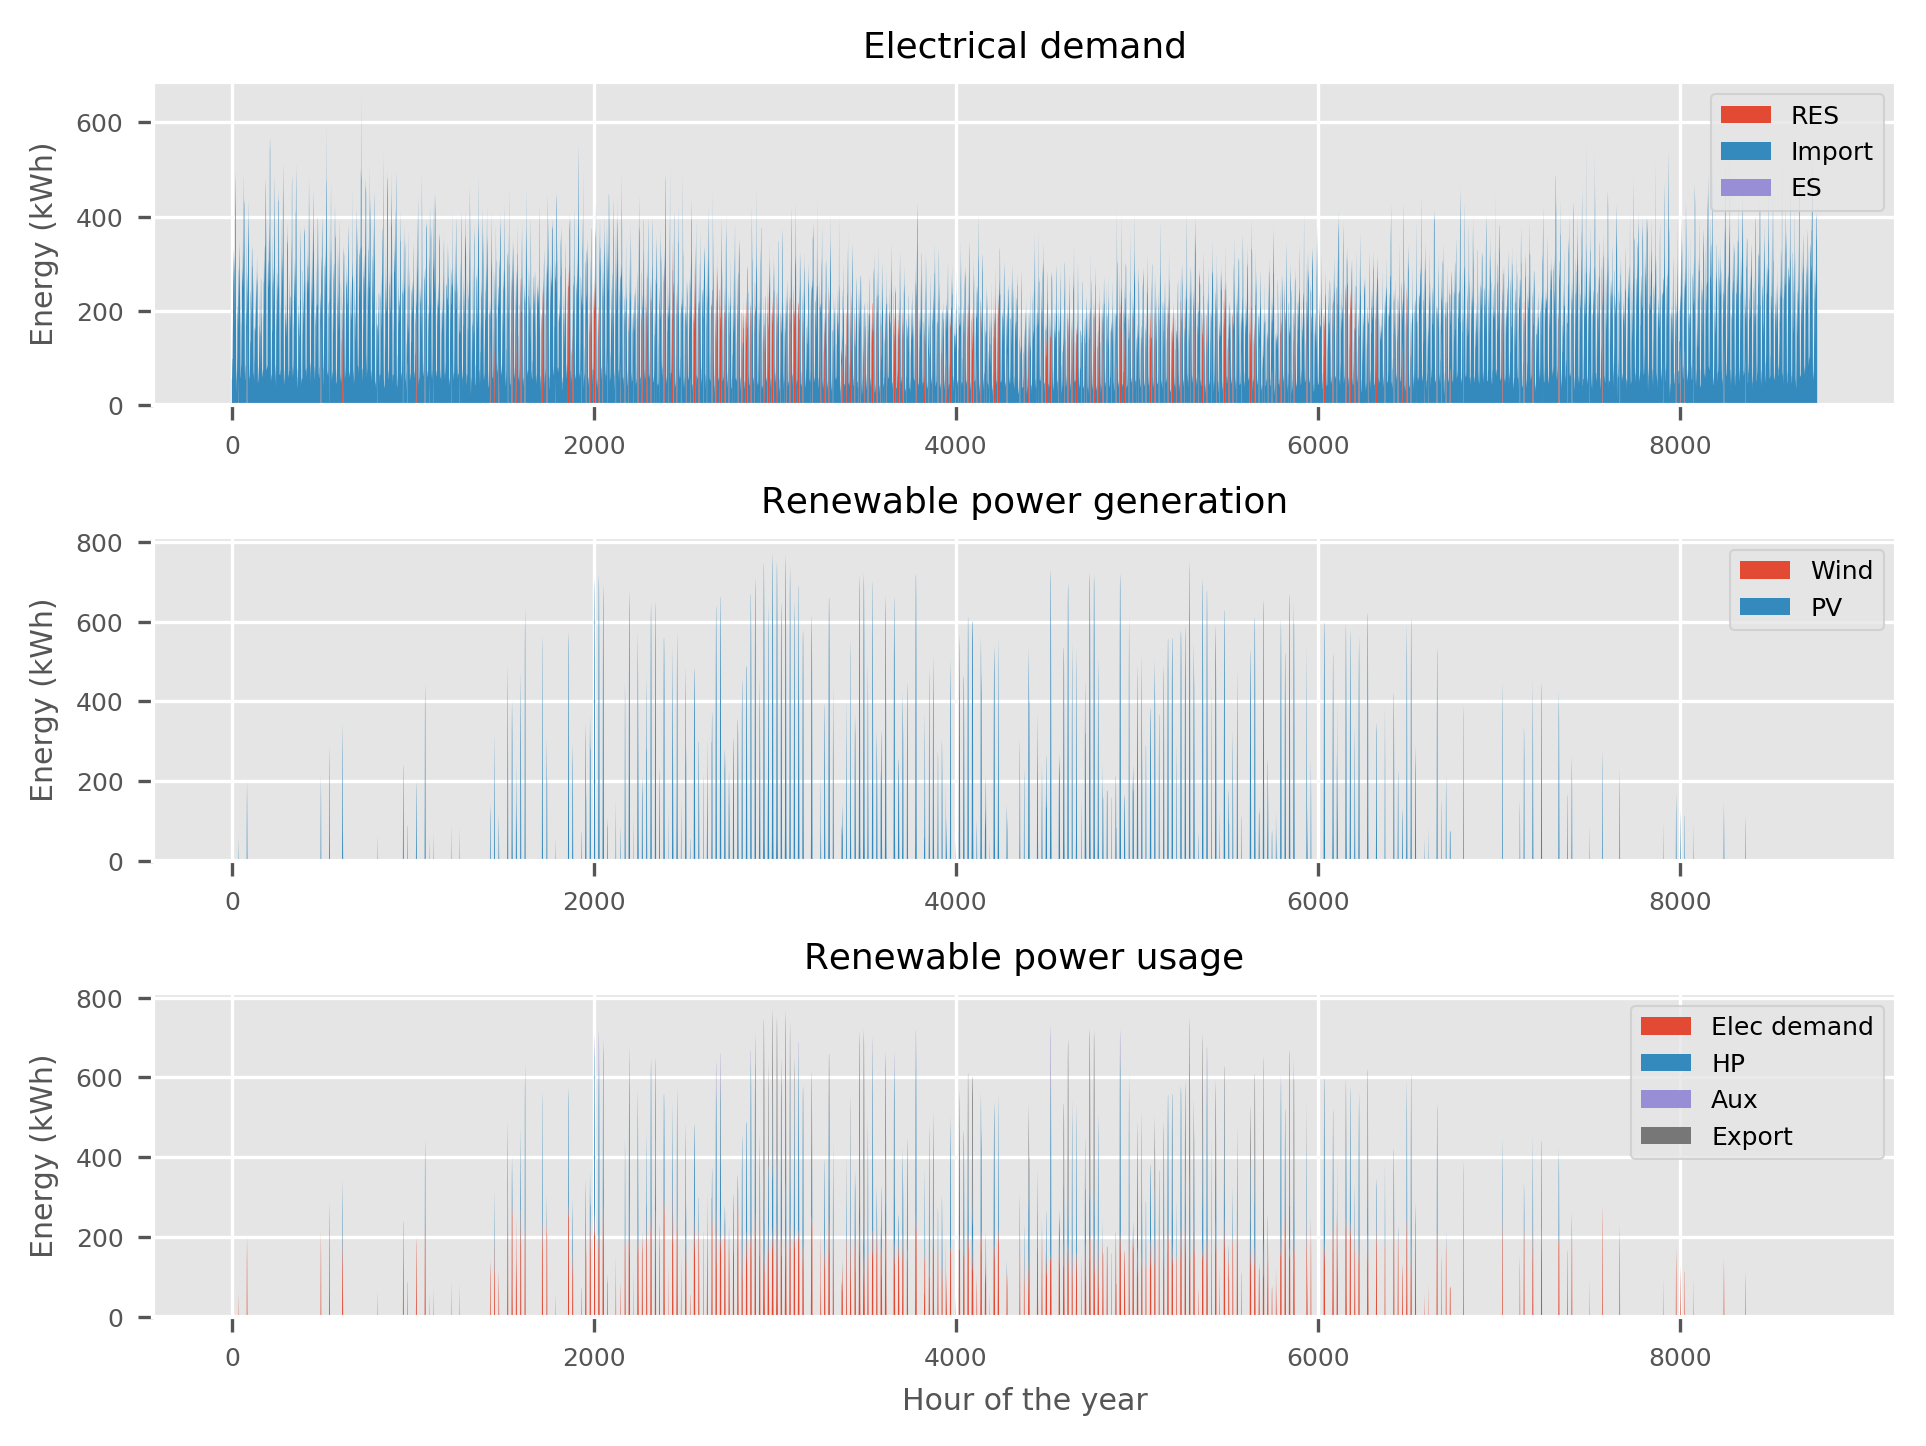 Electrical demand
Energy (kWh)
600
400
200
0
RES
Import
ES
0 2000 4000 6000 8000
Renewable power generation
Energy (kWh)
800
600
400
200
0
Wind
PV
0 2000 4000 6000 8000
Renewable power usage
Energy (kWh)
800
600
400
200
0
Elec demand
HP
Aux
Export
0 2000 4000 6000 8000
Hour of the year